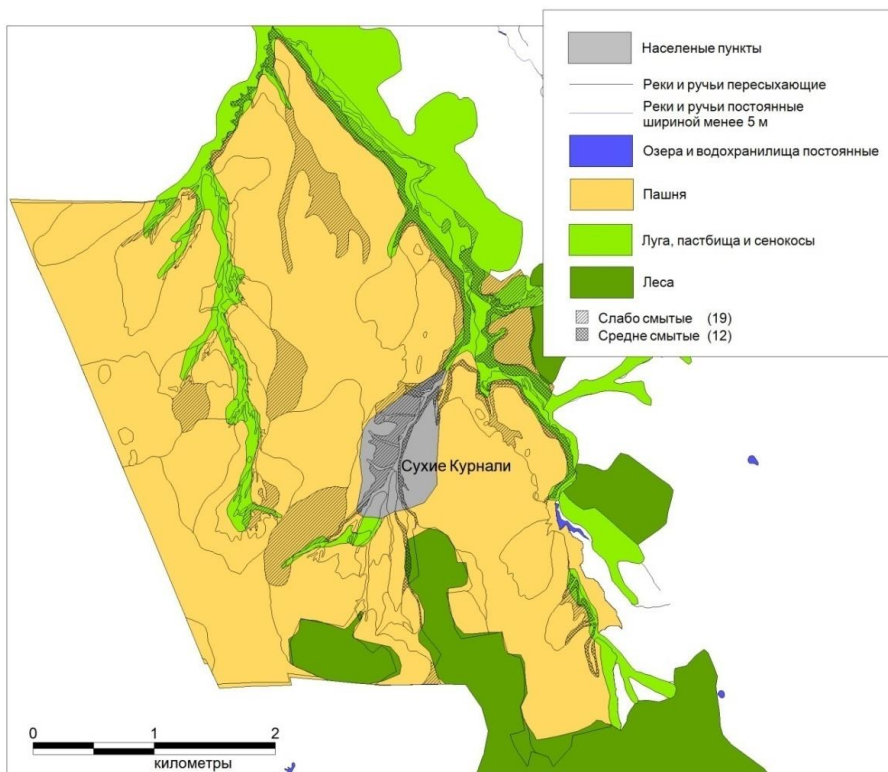 Населеные пункты
Реки и ручьи пересыхающие
Реки и ручьи постоянные
шириной менее 5 м
Озера и водохранилища постоянные
Пашня
Луга, пастбища и сенокосы
Леса
Слабо смытые (19)
Средне смытые (12)
Сухие Курнали
0 1 2
километры